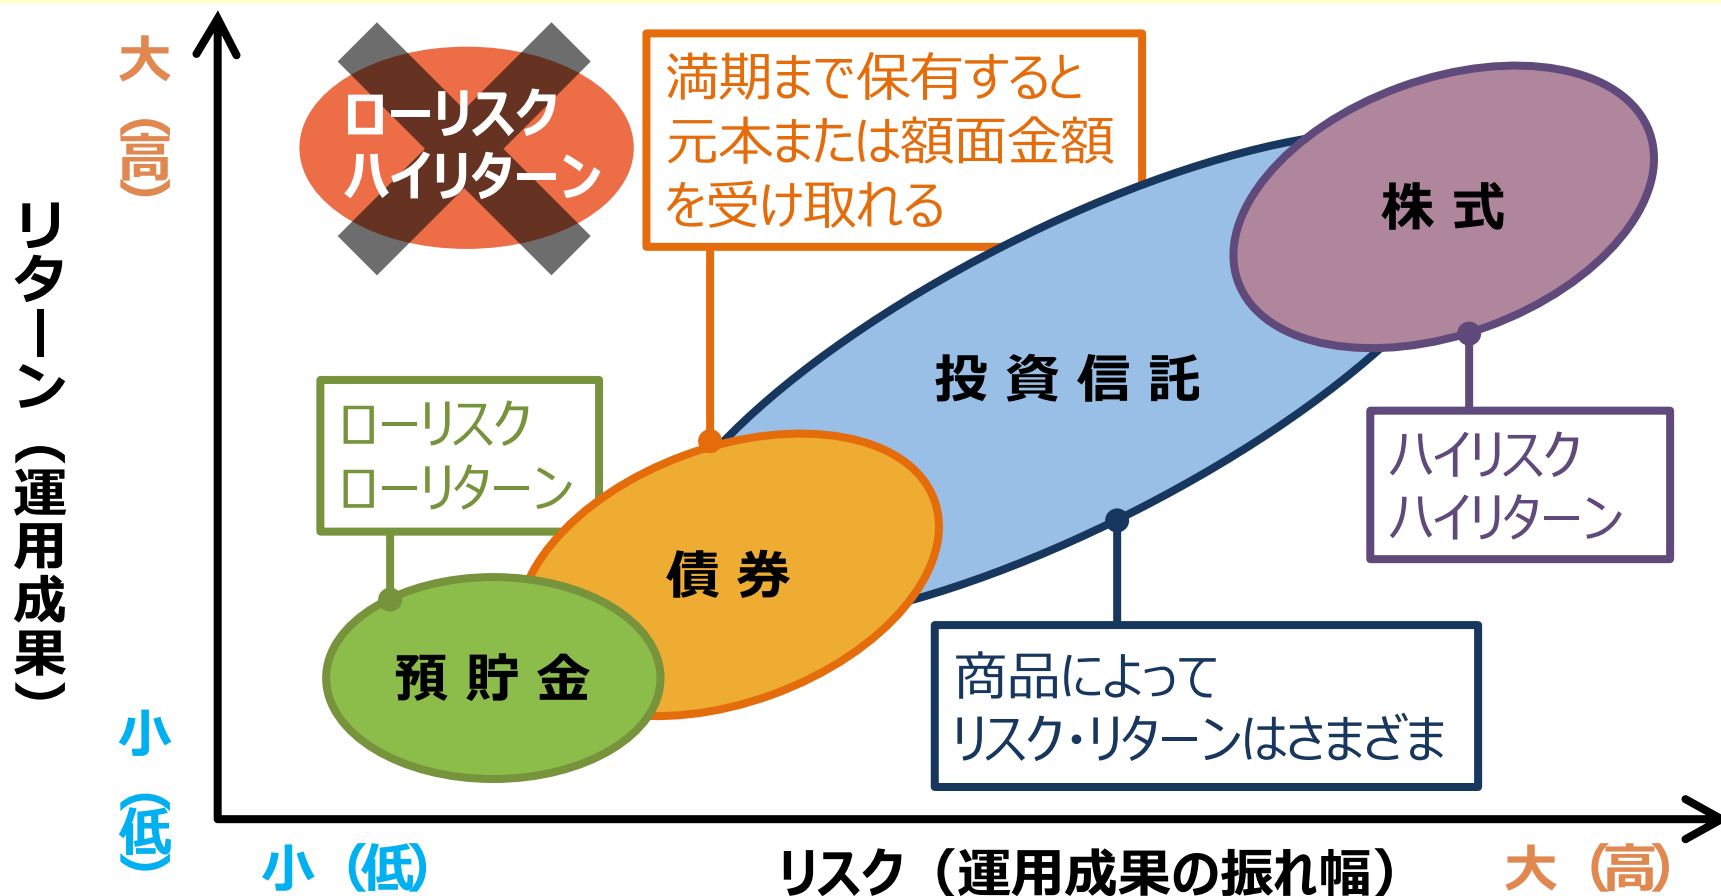 大（高）
リターン（運用成果）
小（低）
ローリスク
ハイリターン
満期まで保有すると
元本または額面金額
を受け取れる
株式
投資信託
ハイリスク
ハイリターン
ローリスク
ローリターン
債券
預貯金
商品によって
リスク・リターンはさまざま
小（低）
リスク（運用成果の振れ幅）
大（高）